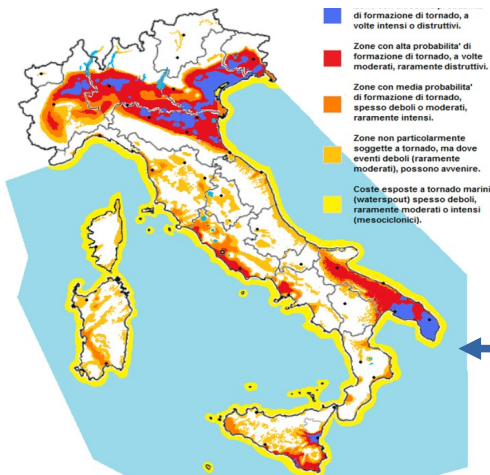 di formazione di tornado, a
volte intensi o distruttivi.
Zone con alta probabilita' di
formazione di tornado, a volte
moderati, raramente distruttivi.
Zone con media probabilita'
di formazione di tornado,
spesso deboli o moderati,
raramente intensi.
Zone non particolarmente
soggette a tornado, ma dove
eventi deboli (raramente
moderati), possono avvenire.
Coste esposte a tornado marini
(waterspout) spesso deboli,
raramente moderati o intensi
(mesociclonici).